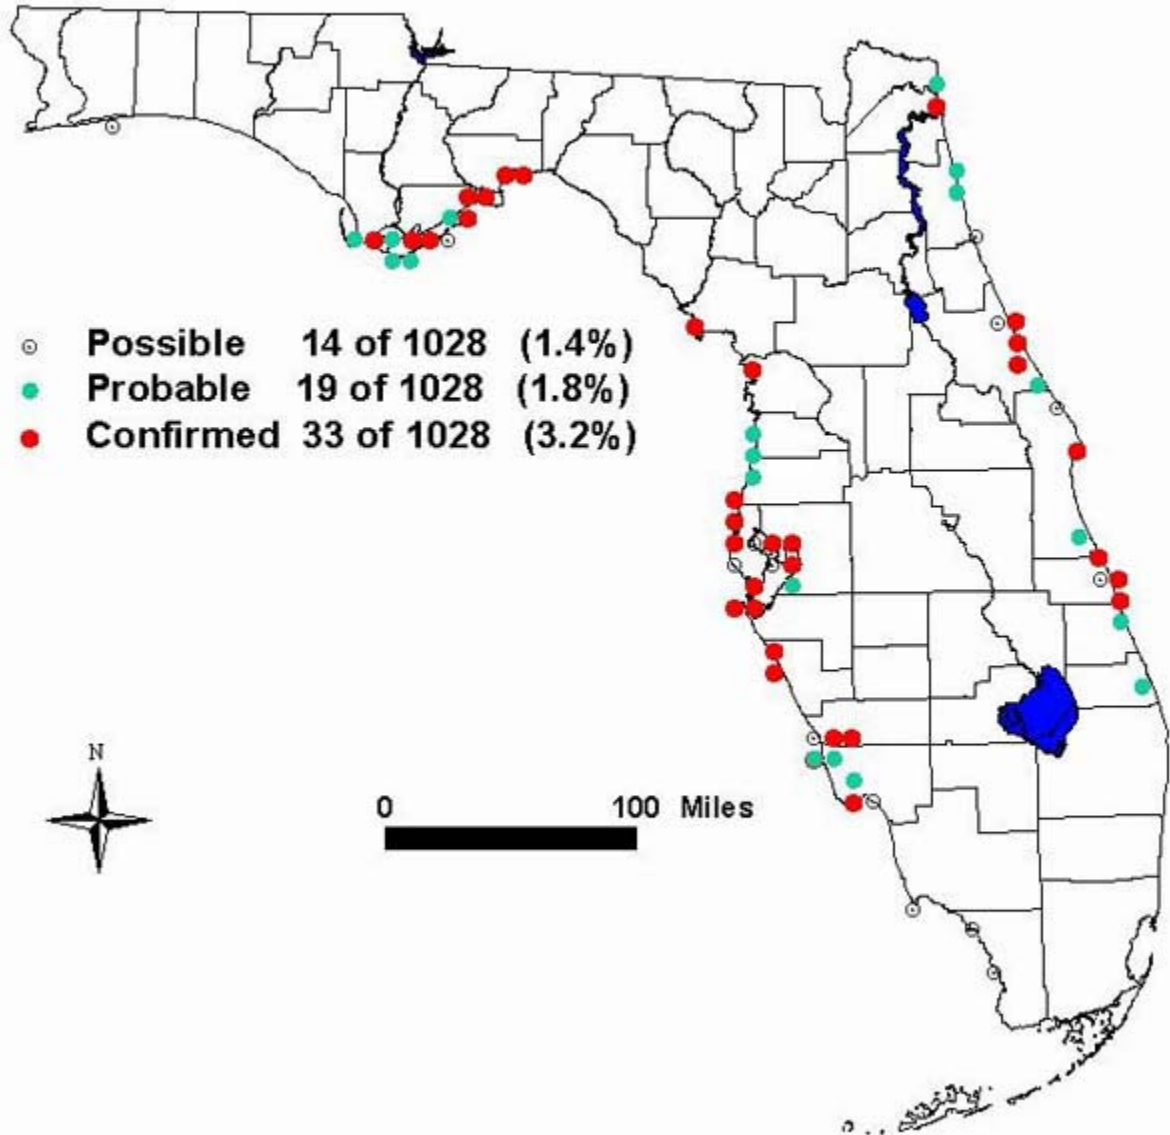 Possible 14 of 1028 (1.4%)
Probable 19 of 1028 (1.8%)
Confirmed 33 of 1028 (3.2%)
N
0 100 Miles